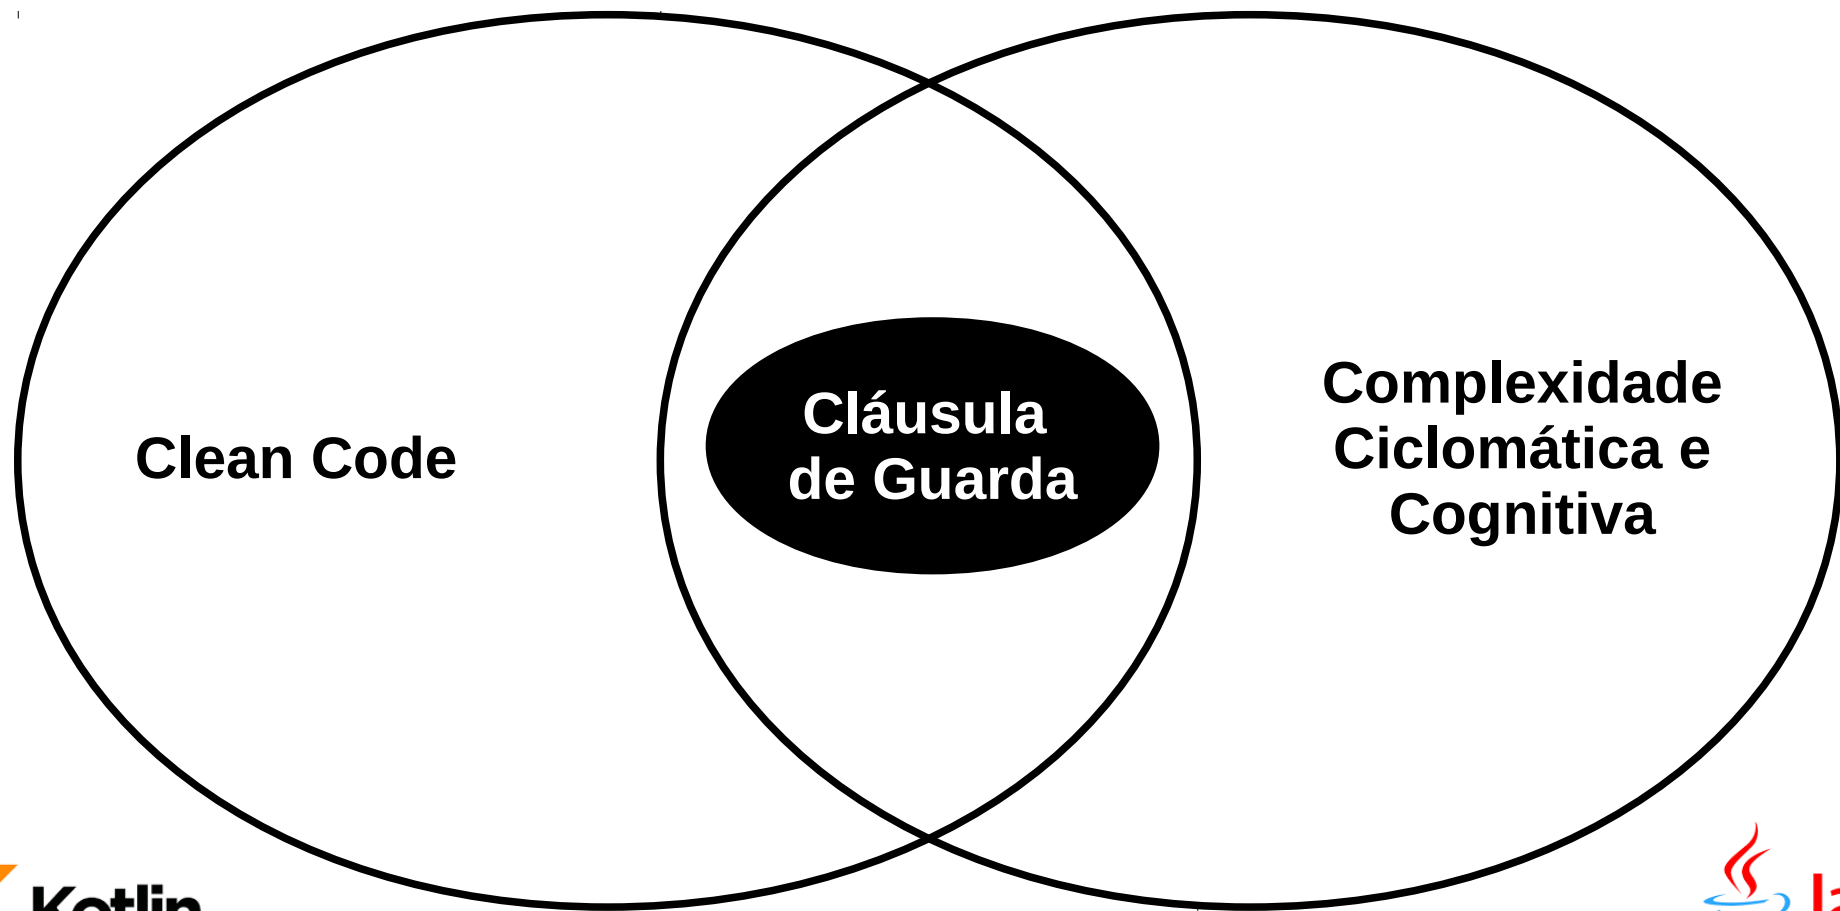 Clean Code
Cláusula
de Guarda
Complexidade
Ciclomática e
Cognitiva
Kotlin